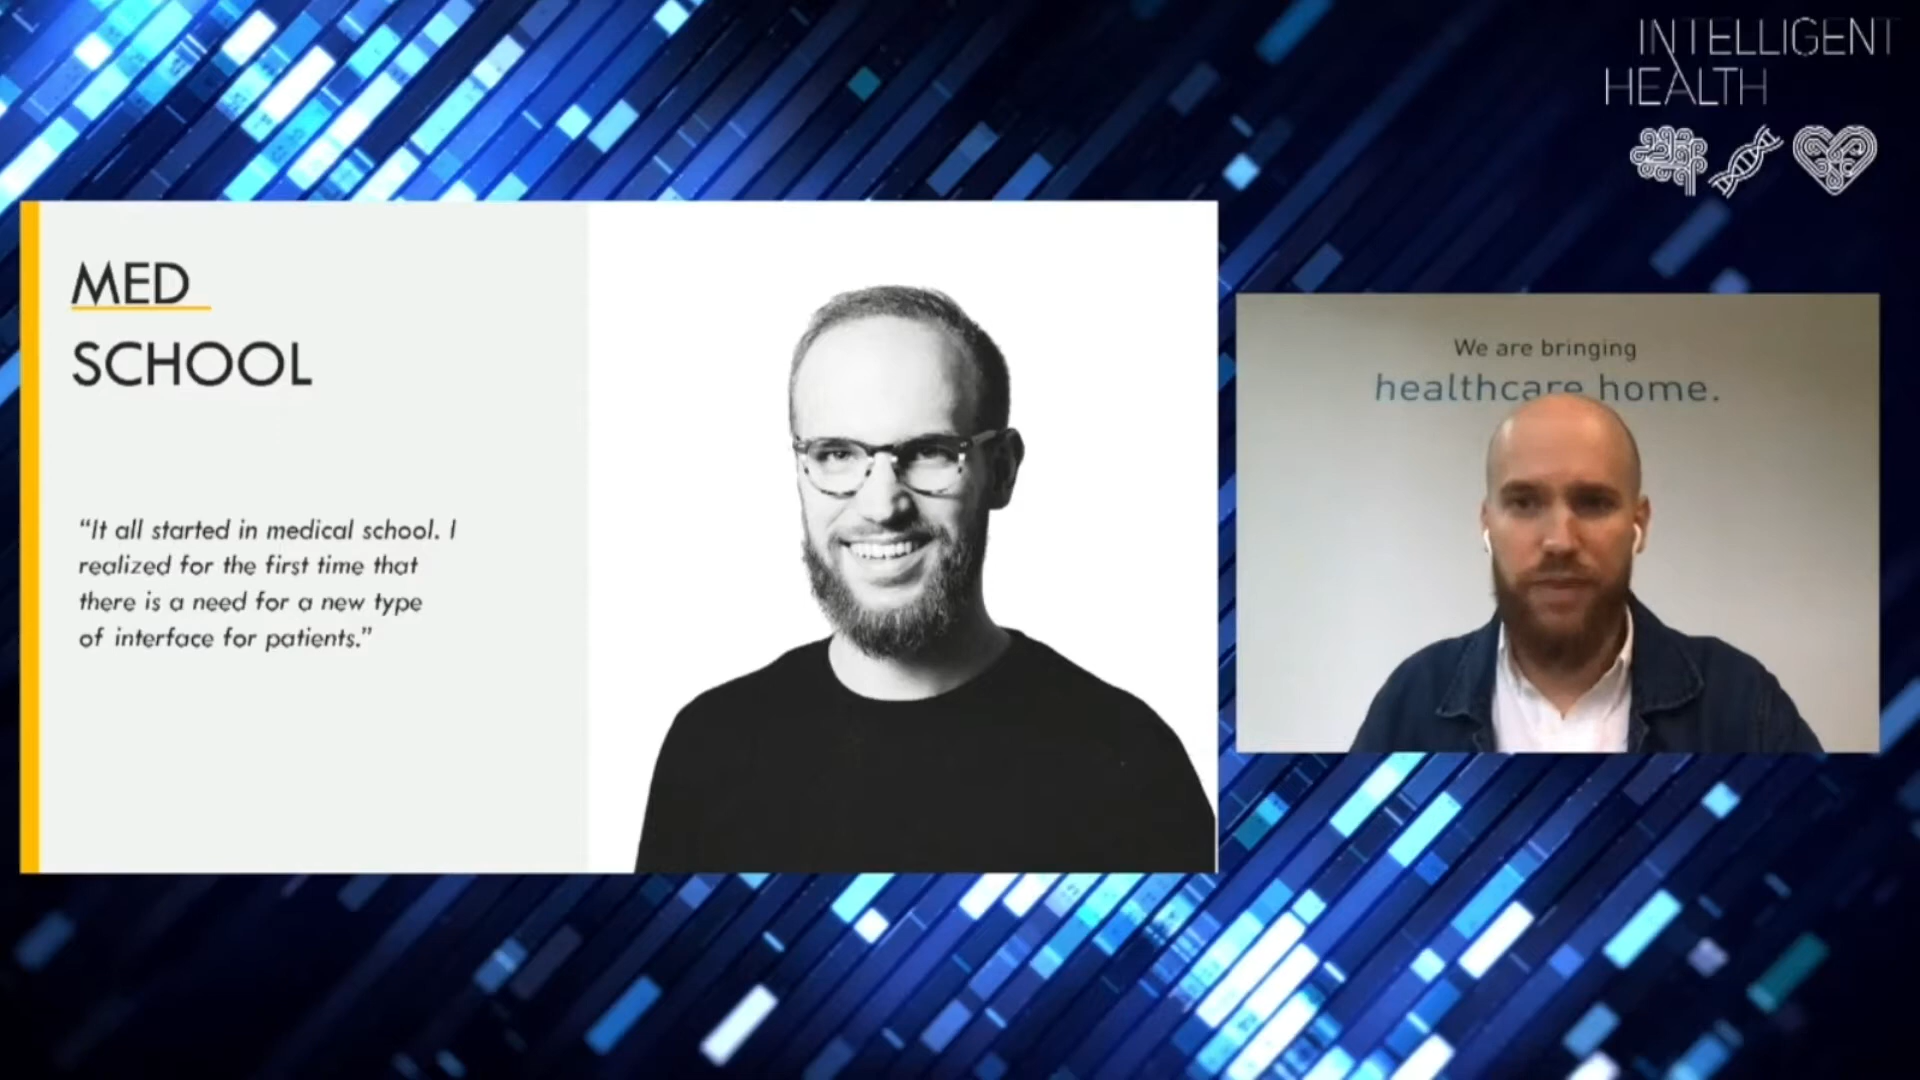 INTELLIGENT
HEALTH
MED
SCHOOL
“It all started in medical school. I
realized for the first time that
there is a need for a new type
of interface for patients.”
We are bringing
healthcare home.